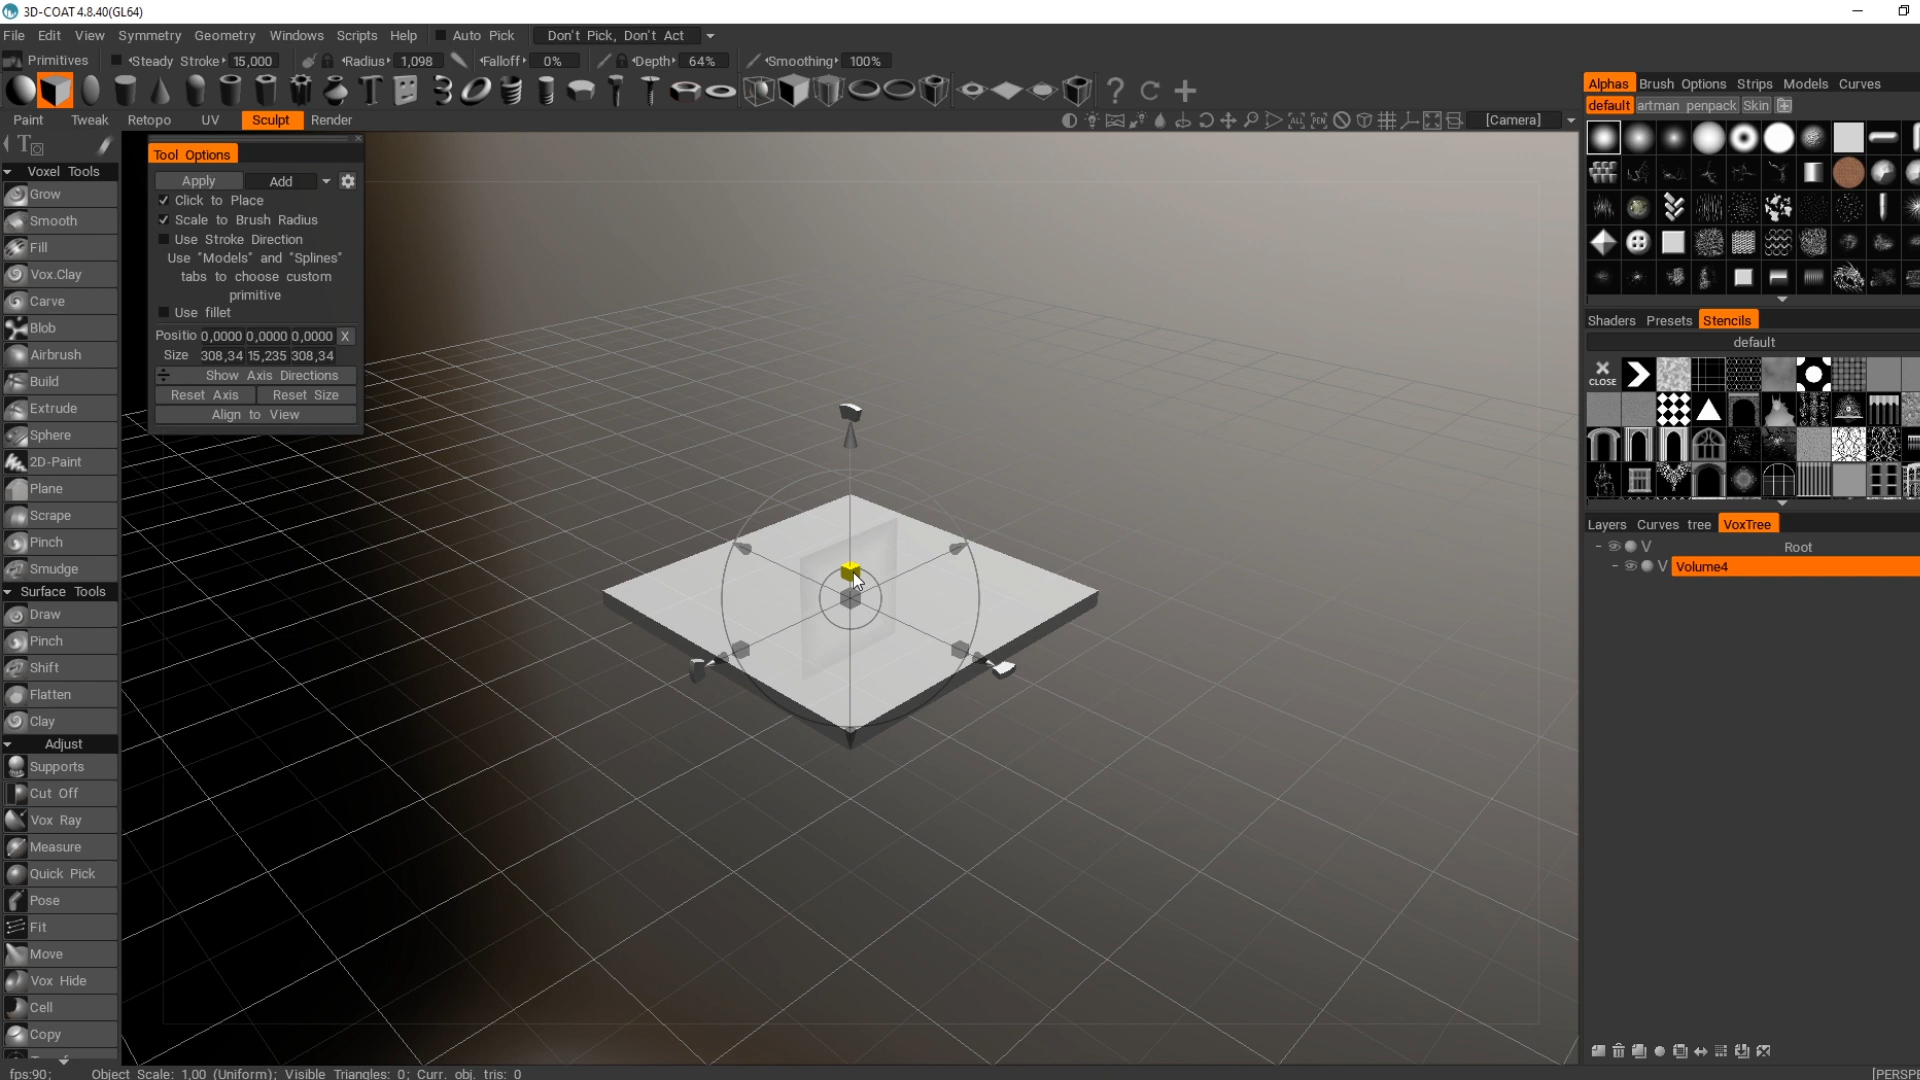 3D-COAT 4.8.40(GL64)
File Edit View Symmetry Geometry Windows Scripts Help Auto Pick Don't Pick, Don't Act
Primitives Steady Stroke 15,000 Radius 1,098 Falloff 0% Depth 64% Smoothing 100%
Paint Tweak Retopo UV Sculpt Render [Camera]
Alphas Brush Options Strips Models Curves
default artman penpack Skin
Tool Options
Apply Add
Click to Place
Scale to Brush Radius
Use Stroke Direction
Use "Models" and "Splines"
tabs to choose custom
primitive
Use fillet
Positio 0,0000 0,0000 0,0000 X
Size 308,34 15,235 308,34
Show Axis Directions
Reset Axis Reset Size
Align to View
Voxel Tools
Grow
Smooth
Fill
Vox.Clay
Carve
Blob
Airbrush
Build
Extrude
Sphere
2D-Paint
Plane
Scrape
Pinch
Smudge
Surface Tools
Draw
Pinch
Shift
Flatten
Clay
Adjust
Supports
Cut Off
Vox Ray
Measure
Quick Pick
Pose
Fit
Move
Vox Hide
Cell
Copy
Shaders Presets Stencils
default
CLOSE
Layers Curves tree VoxTree
V Root
V Volume4
fps:90; Object Scale: 1,00 (Uniform); Visible Triangles: 0; Curr. obj. tris: 0 [PERSPE